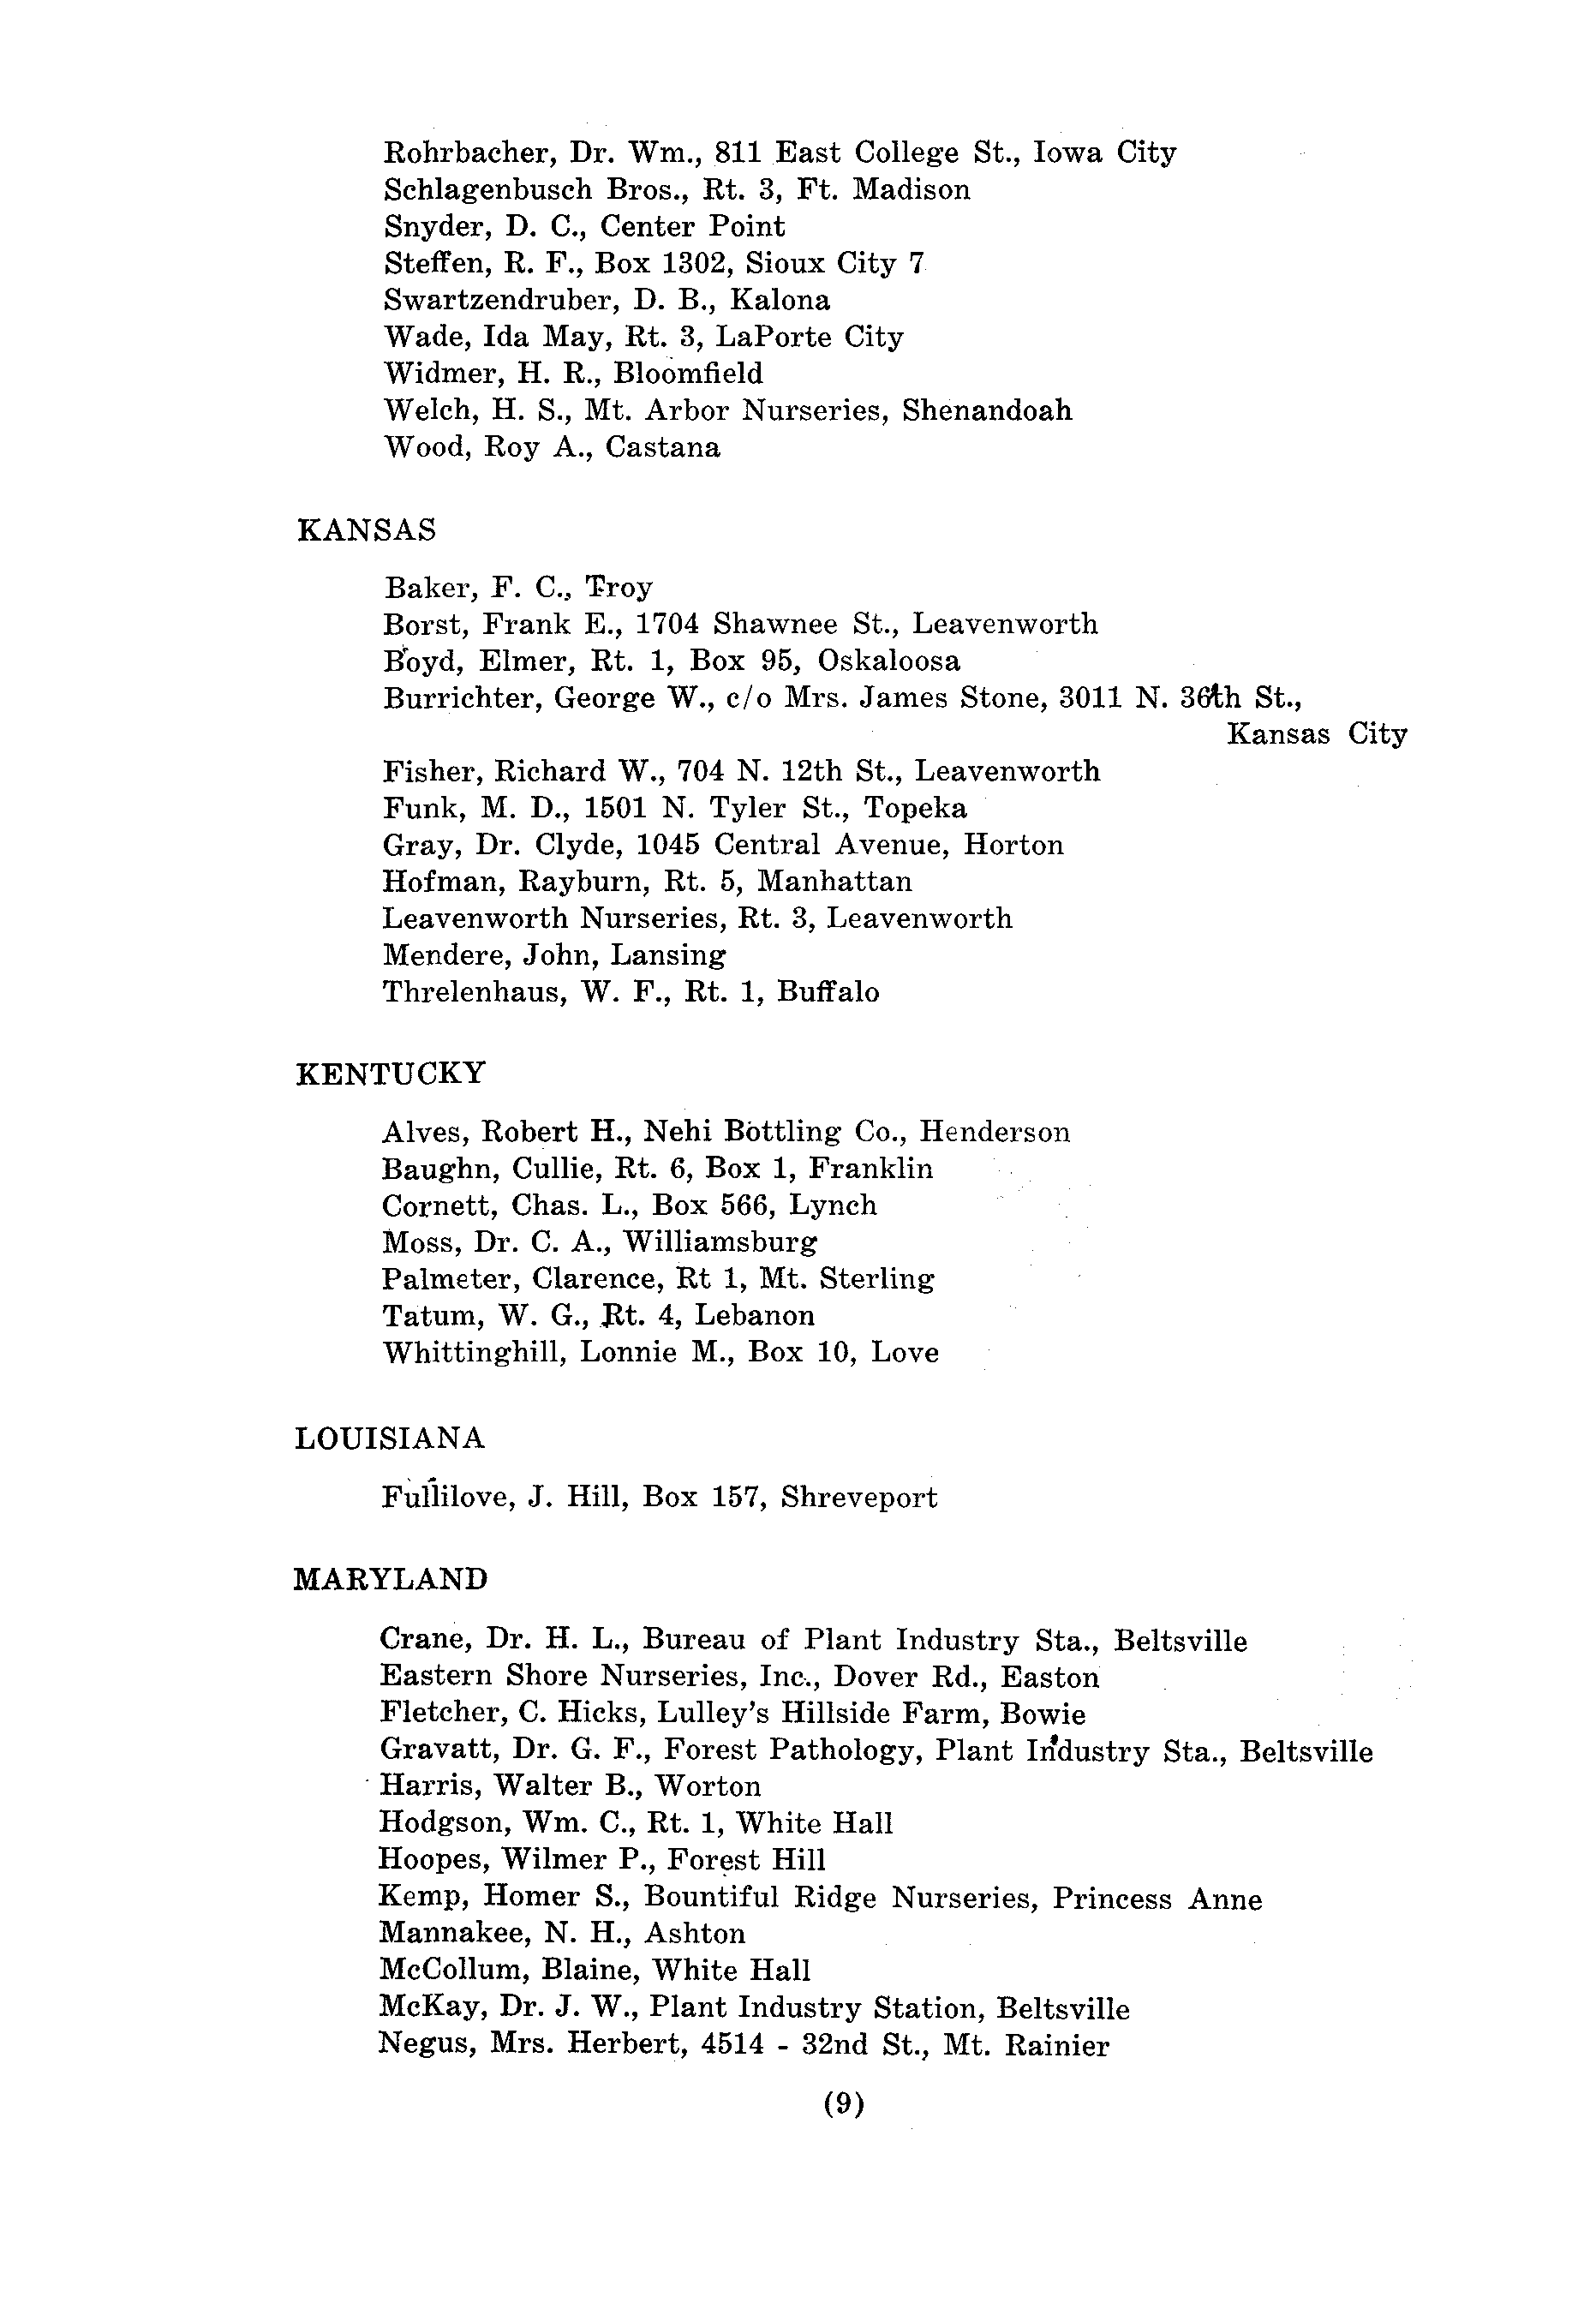 Rohrbacher, Dr. Wm., 811 East College St., Iowa City
Schlagenbusch Bros., Rt. 3, Ft. Madison
Snyder, D. C., Center Point
Steffen, R. F., Box 1302, Sioux City 7
Swartzendruber, D. B., Kalona
Wade, Ida May, Rt. 3, LaPorte City
Widmer, H. R., Bloomfield
Welch, H. S., Mt. Arbor Nurseries, Shenandoah
Wood, Roy A., Castana
KANSAS
Baker, F. C., Troy
Borst, Frank E., 1704 Shawnee St., Leavenworth
Boyd, Elmer, Rt. 1, Box 95, Oskaloosa
Burrichter, George W., c/o Mrs. James Stone, 3011 N. 36th St.,
Kansas City
Fisher, Richard W., 704 N. 12th St., Leavenworth
Funk, M. D., 1501 N. Tyler St., Topeka
Gray, Dr. Clyde, 1045 Central Avenue, Horton
Hofman, Rayburn, Rt. 5, Manhattan
Leavenworth Nurseries, Rt. 3, Leavenworth
Mendere, John, Lansing
Threlenhaus, W. F., Rt. 1, Buffalo
KENTUCKY
Alves, Robert H., Nehi Bottling Co., Henderson
Baughn, Cullie, Rt. 6, Box 1, Franklin
Cornett, Chas. L., Box 566, Lynch
Moss, Dr. C. A., Williamsburg
Palmeter, Clarence, Rt 1, Mt. Sterling
Tatum, W. G., Rt. 4, Lebanon
Whittinghill, Lonnie M., Box 10, Love
LOUISIANA
Fullilove, J. Hill, Box 157, Shreveport
MARYLAND
Crane, Dr. H. L., Bureau of Plant Industry Sta., Beltsville
Eastern Shore Nurseries, Inc., Dover Rd., Easton
Fletcher, C. Hicks, Lulley's Hillside Farm, Bowie
Gravatt, Dr. G. F., Forest Pathology, Plant Industry Sta., Beltsville
Harris, Walter B., Worton
Hodgson, Wm. C., Rt. 1, White Hall
Hoopes, Wilmer P., Forest Hill
Kemp, Homer S., Bountiful Ridge Nurseries, Princess Anne
Mannakee, N. H., Ashton
McCollum, Blaine, White Hall
McKay, Dr. J. W., Plant Industry Station, Beltsville
Negus, Mrs. Herbert, 4514 - 32nd St., Mt. Rainier
(9)